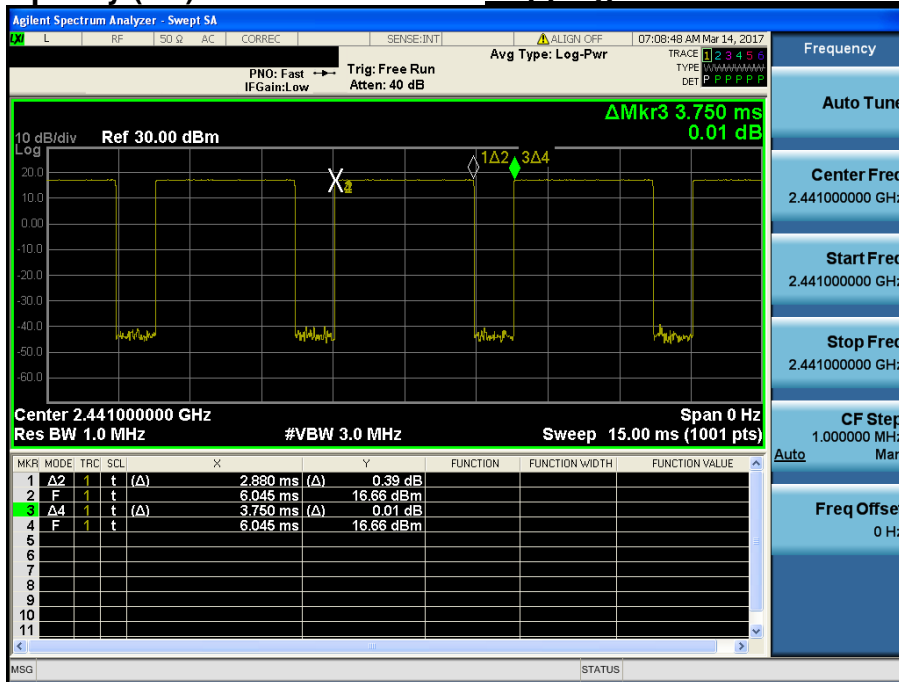 Agilent Spectrum Analyzer - Swept SA
LXI L RF 50 Ω AC CORREC SENSE:INT ALIGN OFF 07:08:48 AM Mar 14, 2017
Frequency
Avg Type: Log-Pwr
TRACE 1 2 3 4 5 6
TYPE WWWWWW
DET P P P P P P
PNO: Fast
IFGain:Low
Trig: Free Run
Atten: 40 dB
Auto Tune
ΔMkr3 3.750 ms
0.01 dB
10 dB/div Ref 30.00 dBm
Log
1Δ2 3Δ4
20.0
10.0
0.00
-10.0
-20.0
-30.0
-40.0
-50.0
-60.0
Center Freq
2.441000000 GHz
Start Freq
2.441000000 GHz
Stop Freq
2.441000000 GHz
Center 2.441000000 GHz Span 0 Hz
Res BW 1.0 MHz #VBW 3.0 MHz Sweep 15.00 ms (1001 pts)
CF Step
1.000000 MHz
Auto Man
MKR MODE TRC SCL X Y FUNCTION FUNCTION WIDTH FUNCTION VALUE
1 Δ2 1 t (Δ) 2.880 ms (Δ) 0.39 dB
2 F 1 t 6.045 ms 16.66 dBm
3 Δ4 1 t (Δ) 3.750 ms (Δ) 0.01 dB
4 F 1 t 6.045 ms 16.66 dBm
5
6
7
8
9
10
11
Freq Offset
0 Hz
MSG STATUS